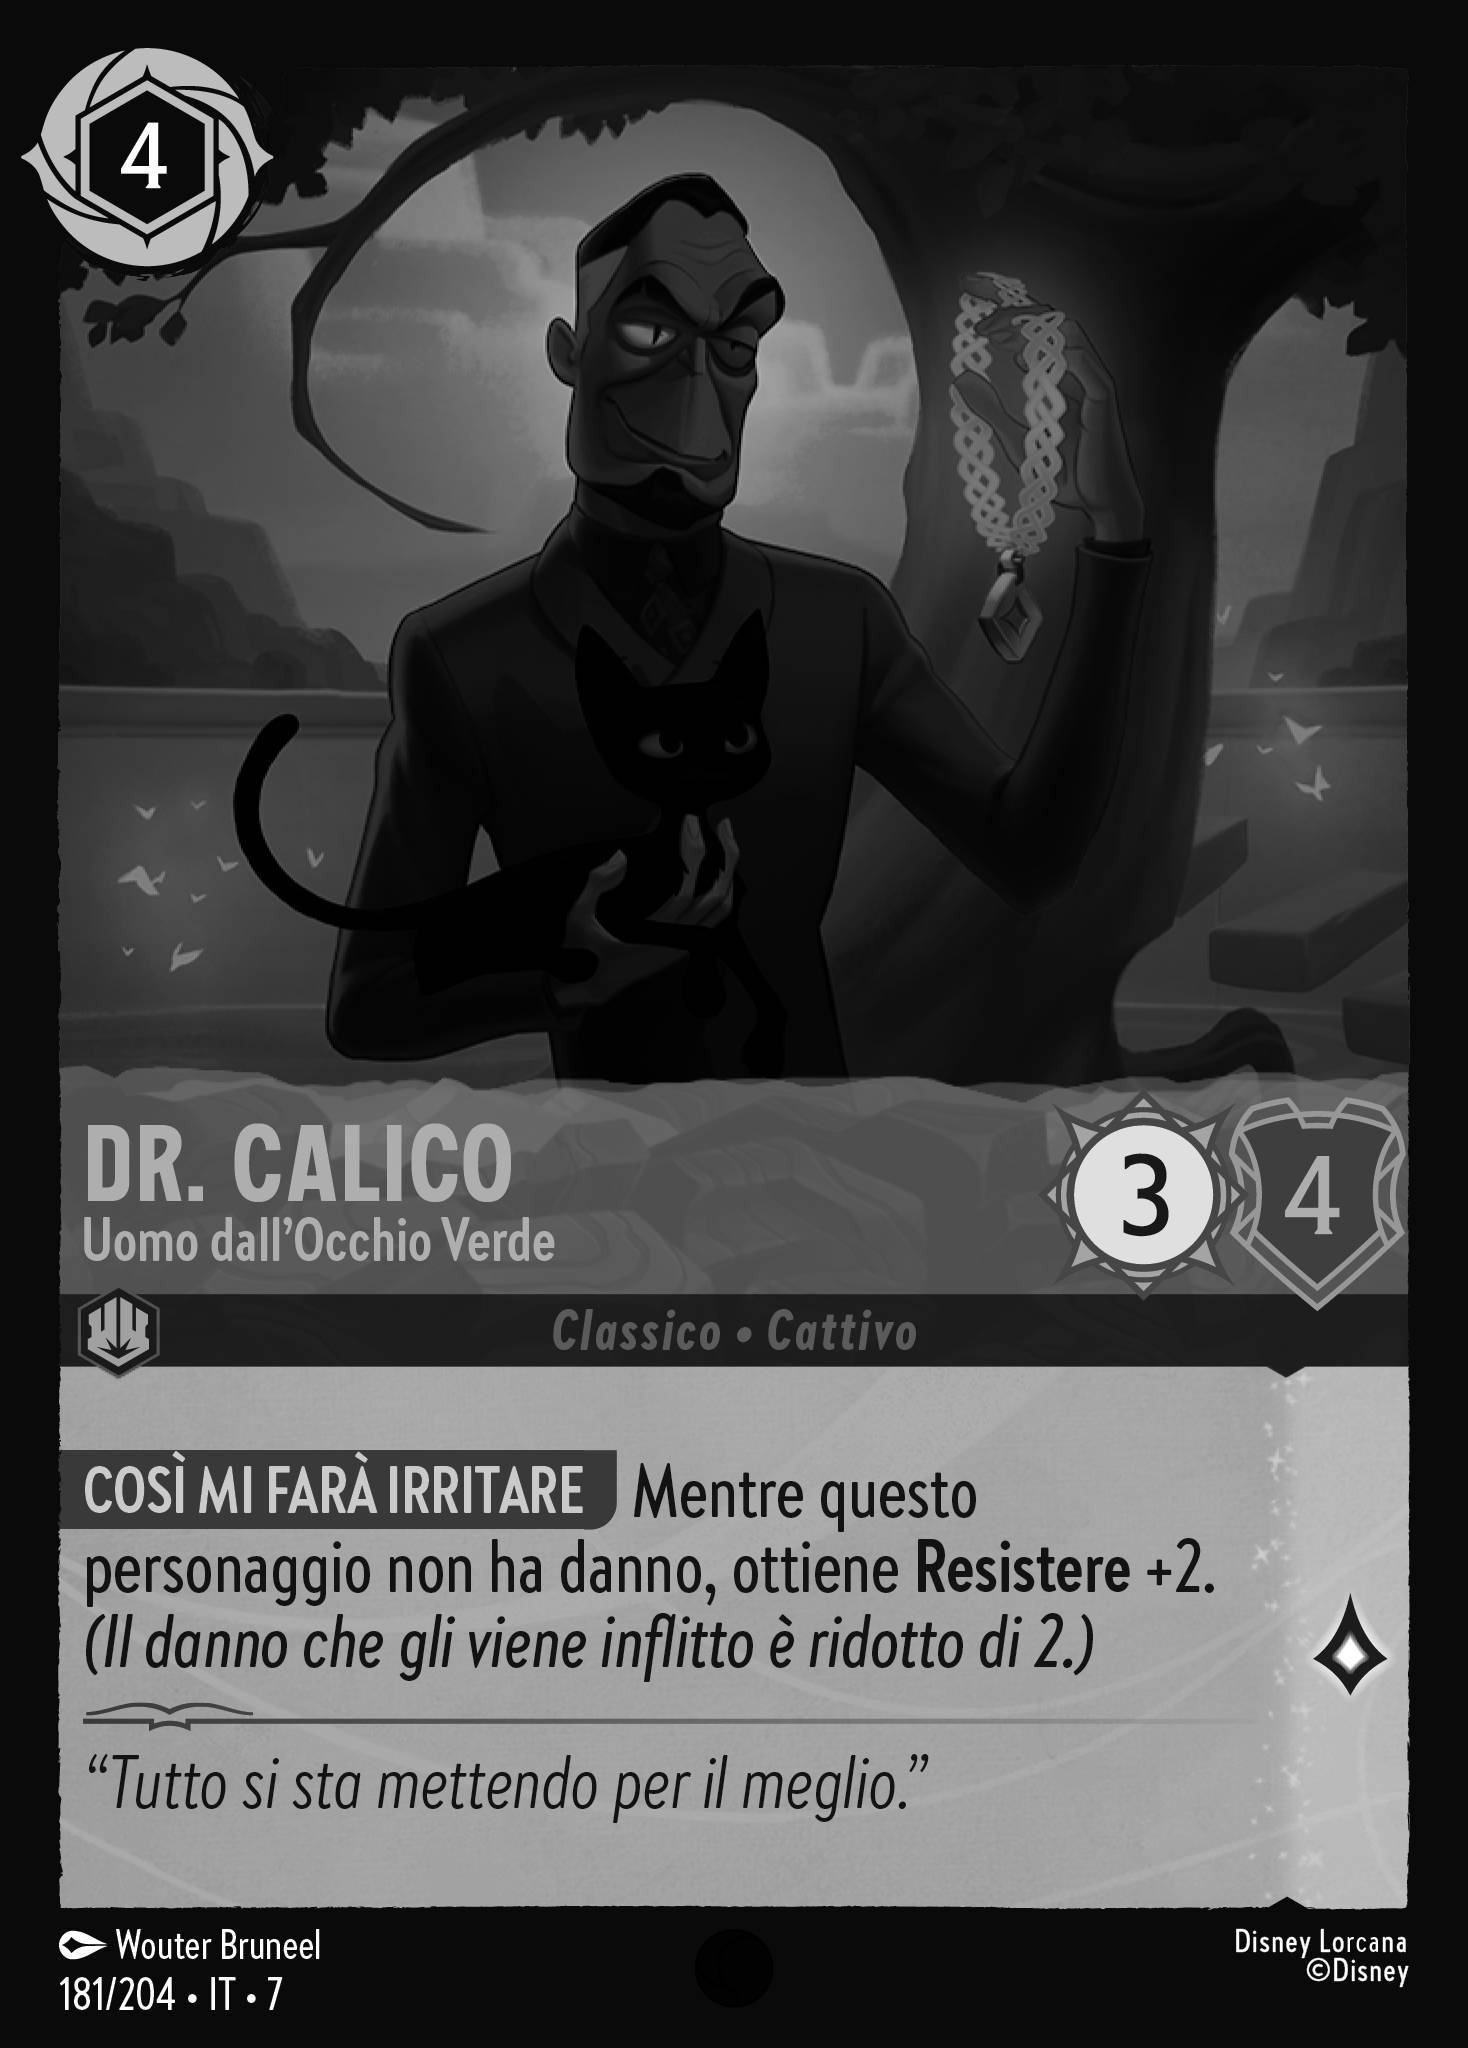 4
DR. CALICO
Uomo dall’Occhio Verde
3 4
Classico • Cattivo
COSÌ MI FARÀ IRRITARE Mentre questo
personaggio non ha danno, ottiene Resistere +2.
(Il danno che gli viene inflitto è ridotto di 2.)
“Tutto si sta mettendo per il meglio.”
Wouter Bruneel
181/204 • IT • 7
Disney Lorcana
©Disney